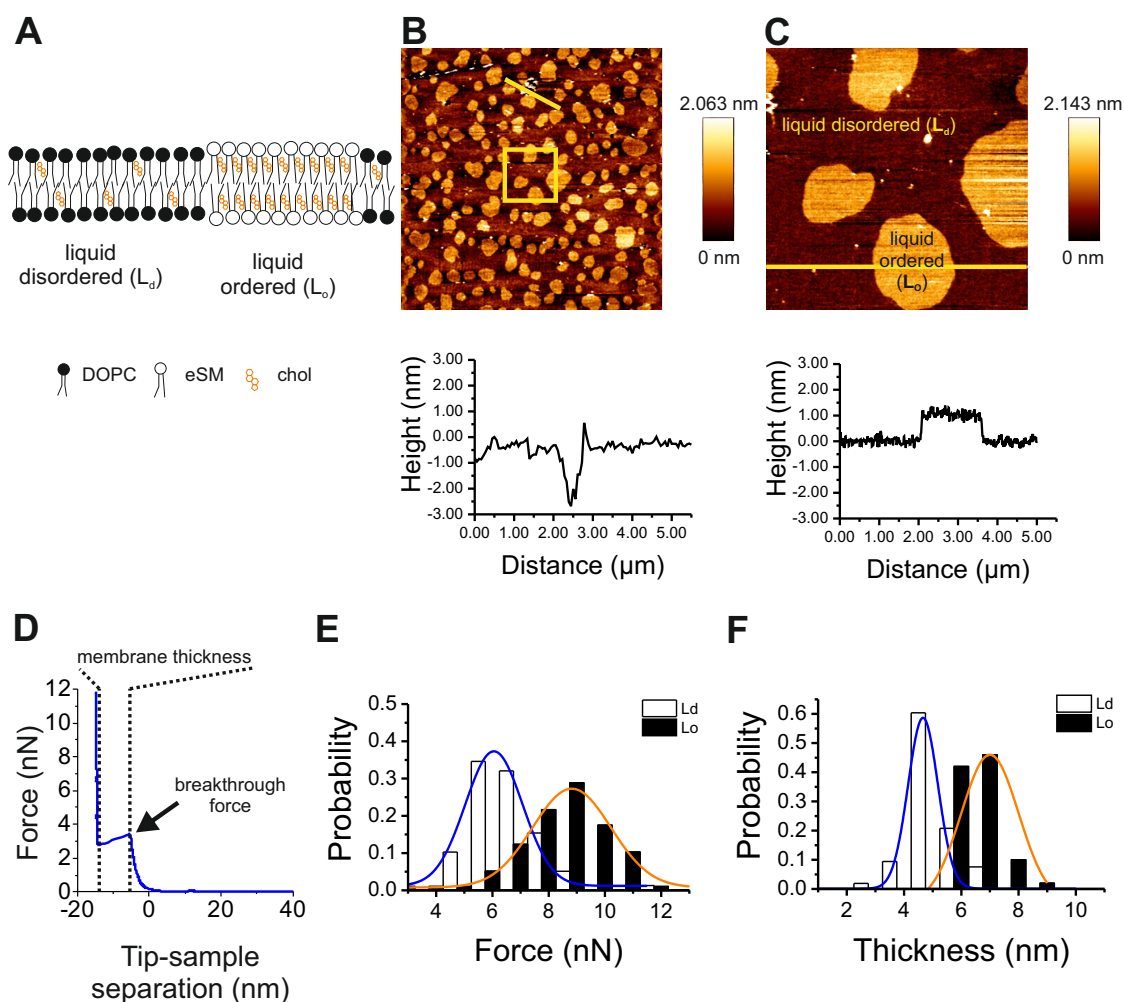 A
liquid
disordered (Ld)
liquid
ordered (Lo)
DOPC
eSM
chol
B
2.063 nm
0 nm
Height (nm)
3.00
2.00
1.00
0.00
-1.00
-2.00
-3.00
0.00 1.00 2.00 3.00 4.00 5.00
Distance (µm)
C
liquid disordered (Ld)
liquid
ordered
(Lo)
2.143 nm
0 nm
Height (nm)
3.00
2.00
1.00
0.00
-1.00
-2.00
-3.00
0.00 1.00 2.00 3.00 4.00 5.00
Distance (µm)
D
membrane thickness
breakthrough
force
Force (nN)
12
10
8
6
4
2
0
-20 0 20 40
Tip-sample
separation (nm)
E
Ld
Lo
Probability
0.5
0.4
0.3
0.2
0.1
0.0
4 6 8 10 12
Force (nN)
F
Ld
Lo
Probability
0.6
0.5
0.4
0.3
0.2
0.1
0.0
2 4 6 8 10
Thickness (nm)